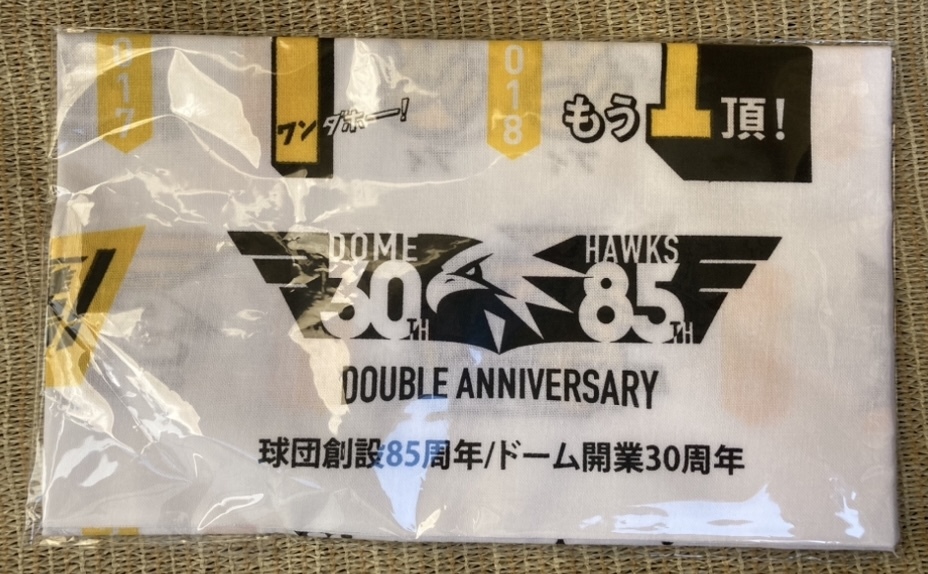 017
ワンダホー!
018
もう1頂!
DOME
30TH
HAWKS
85TH
DOUBLE ANNIVERSARY
球団創設85周年/ドーム開業30周年